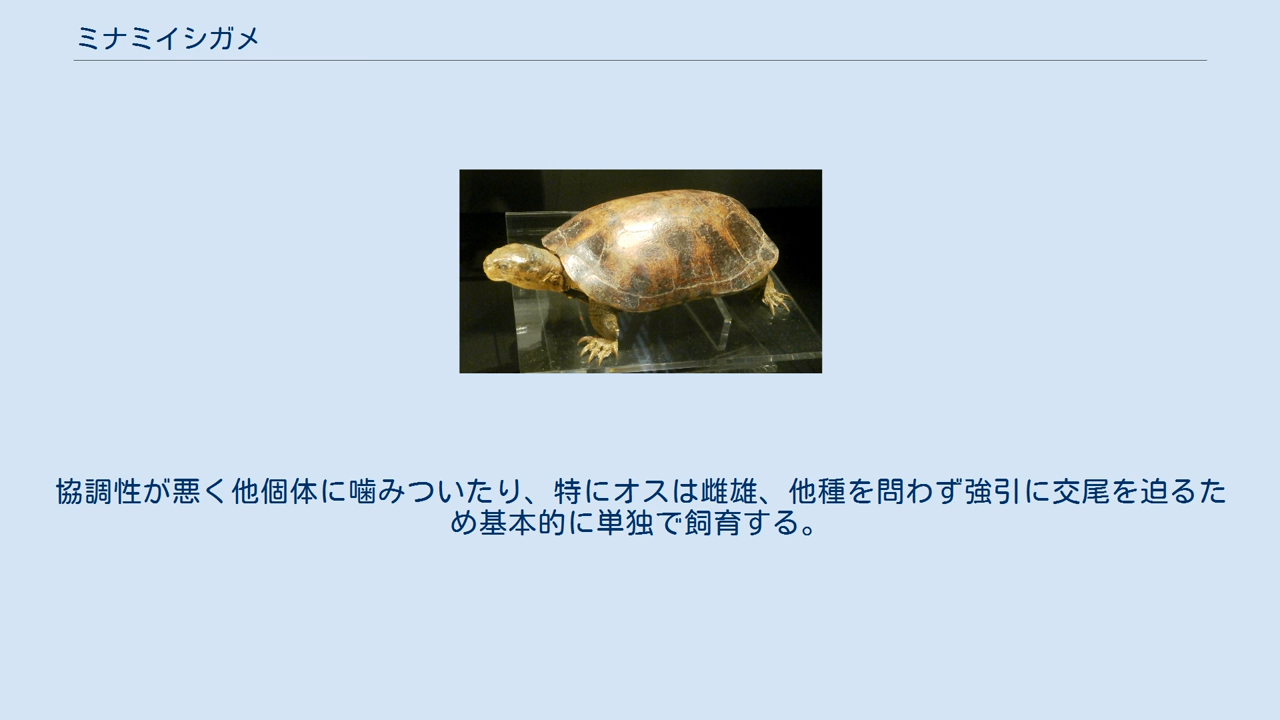 ミナミイシガメ
協調性が悪く他個体に噛みついたり、特にオスは雌雄、他種を問わず強引に交尾を迫るた
め基本的に単独で飼育する。